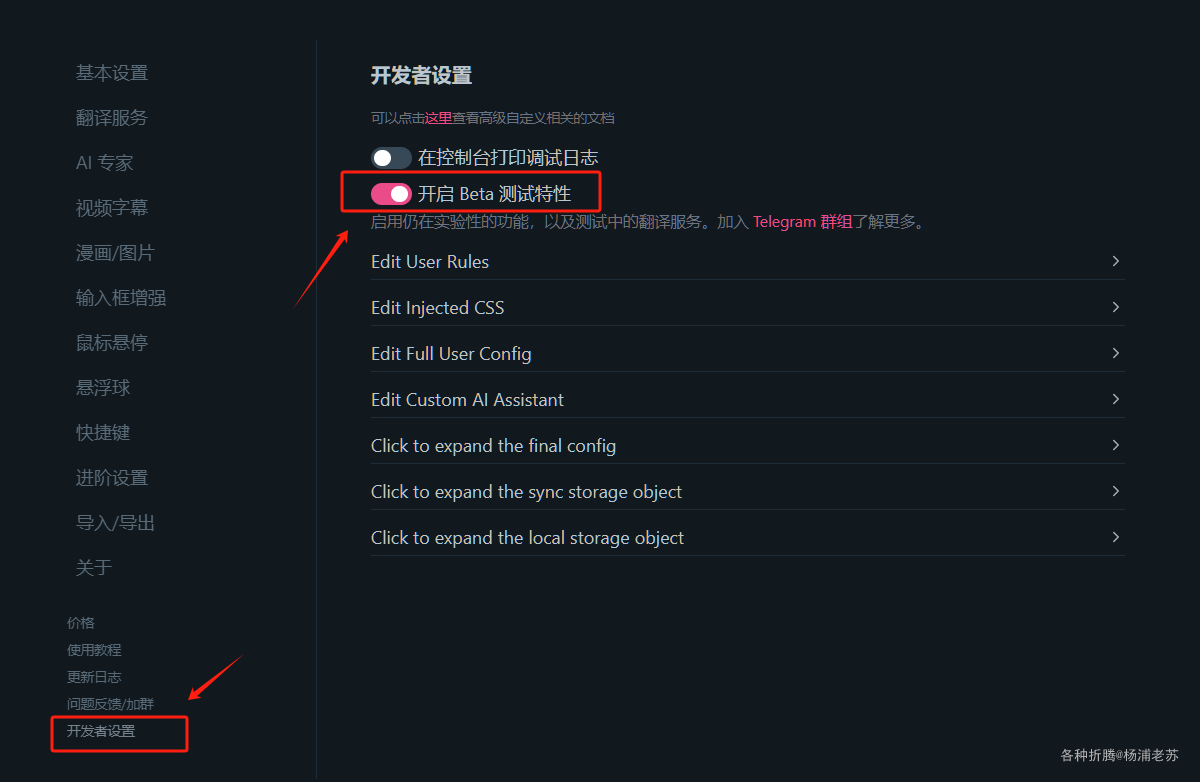 基本设置
翻译服务
AI 专家
视频字幕
漫画/图片
输入框增强
鼠标悬停
悬浮球
快捷键
进阶设置
导入/导出
关于
价格
使用教程
更新日志
问题反馈/加群
开发者设置
开发者设置
可以点击这里查看高级自定义相关的文档
在控制台打印调试日志
开启 Beta 测试特性
启用仍在实验性的功能，以及测试中的翻译服务。加入 Telegram 群组了解更多。
Edit User Rules
Edit Injected CSS
Edit Full User Config
Edit Custom AI Assistant
Click to expand the final config
Click to expand the sync storage object
Click to expand the local storage object
各种折腾@杨浦老苏